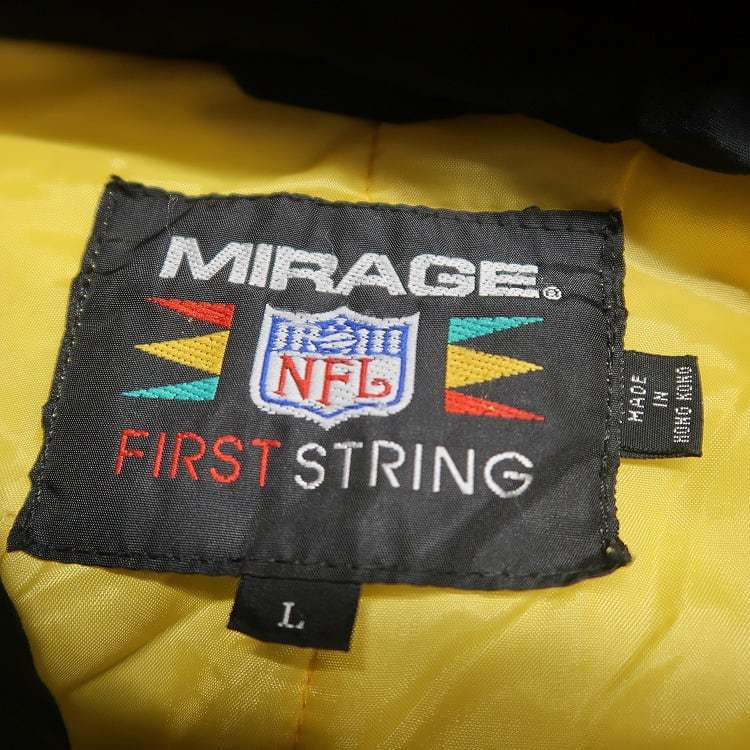 MIRAGE®
NFL
FIRST STRING
MADE
IN
HONG KONG
L